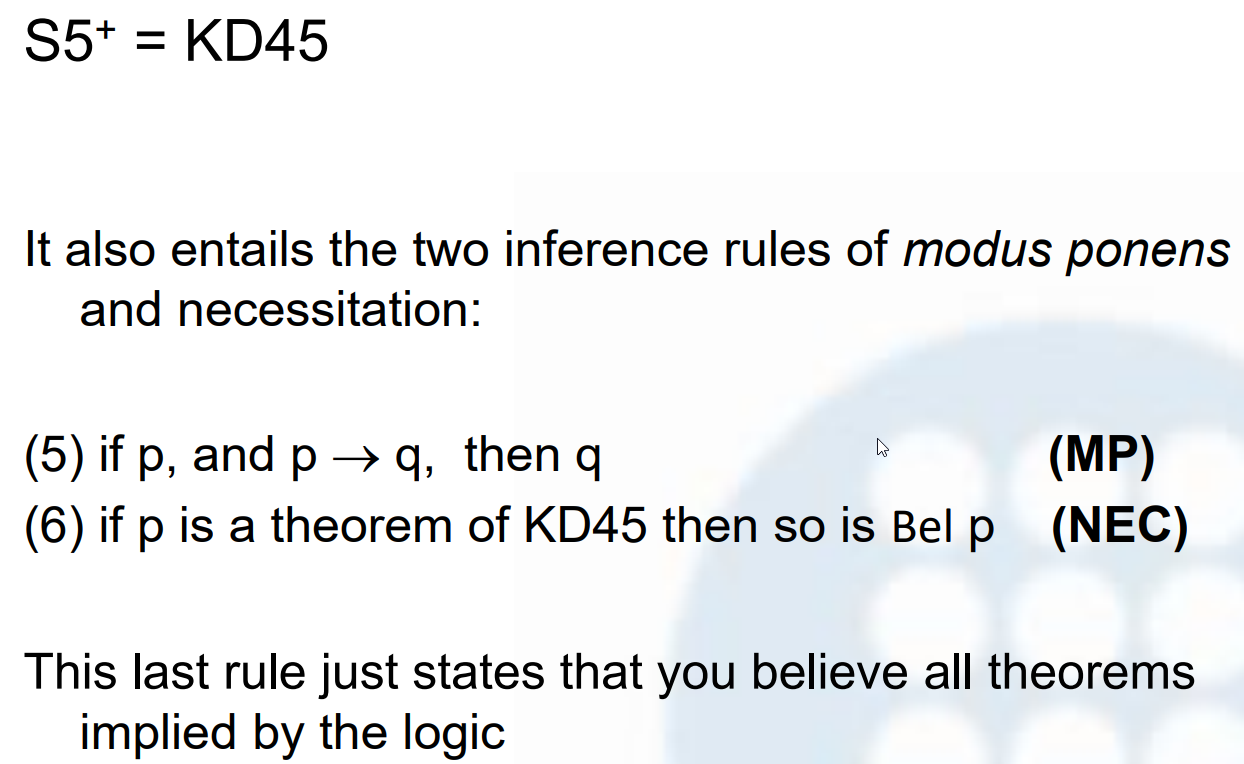 S5⁺ = KD45
It also entails the two inference rules of modus ponens
and necessitation:
(5) if p, and p → q, then q (MP)
(6) if p is a theorem of KD45 then so is Bel p (NEC)
This last rule just states that you believe all theorems
implied by the logic